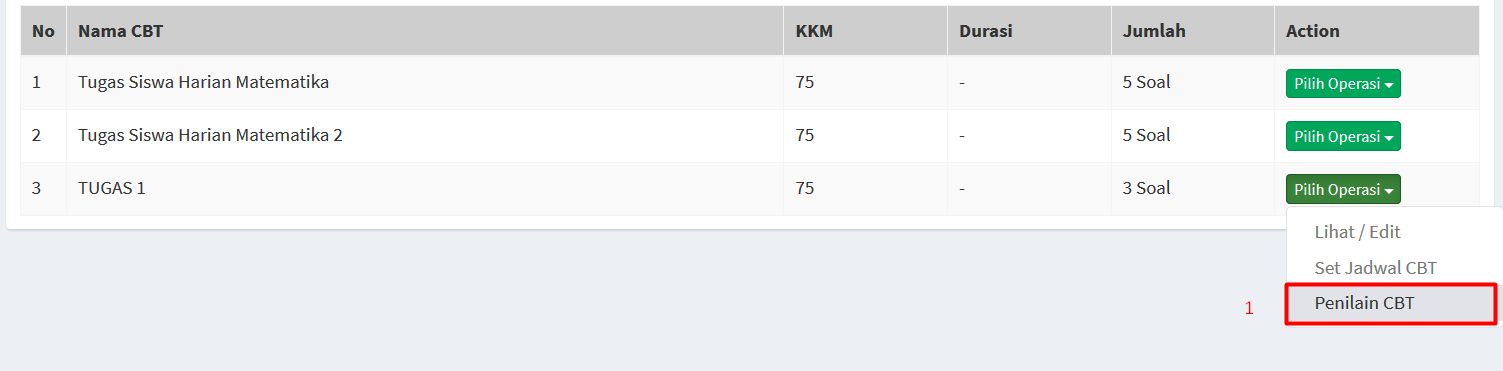 No Nama CBT KKM Durasi Jumlah Action
1 Tugas Siswa Harian Matematika 75 - 5 Soal Pilih Operasi
2 Tugas Siswa Harian Matematika 2 75 - 5 Soal Pilih Operasi
3 TUGAS 1 75 - 3 Soal Pilih Operasi
Lihat / Edit
Set Jadwal CBT
1 Penilain CBT